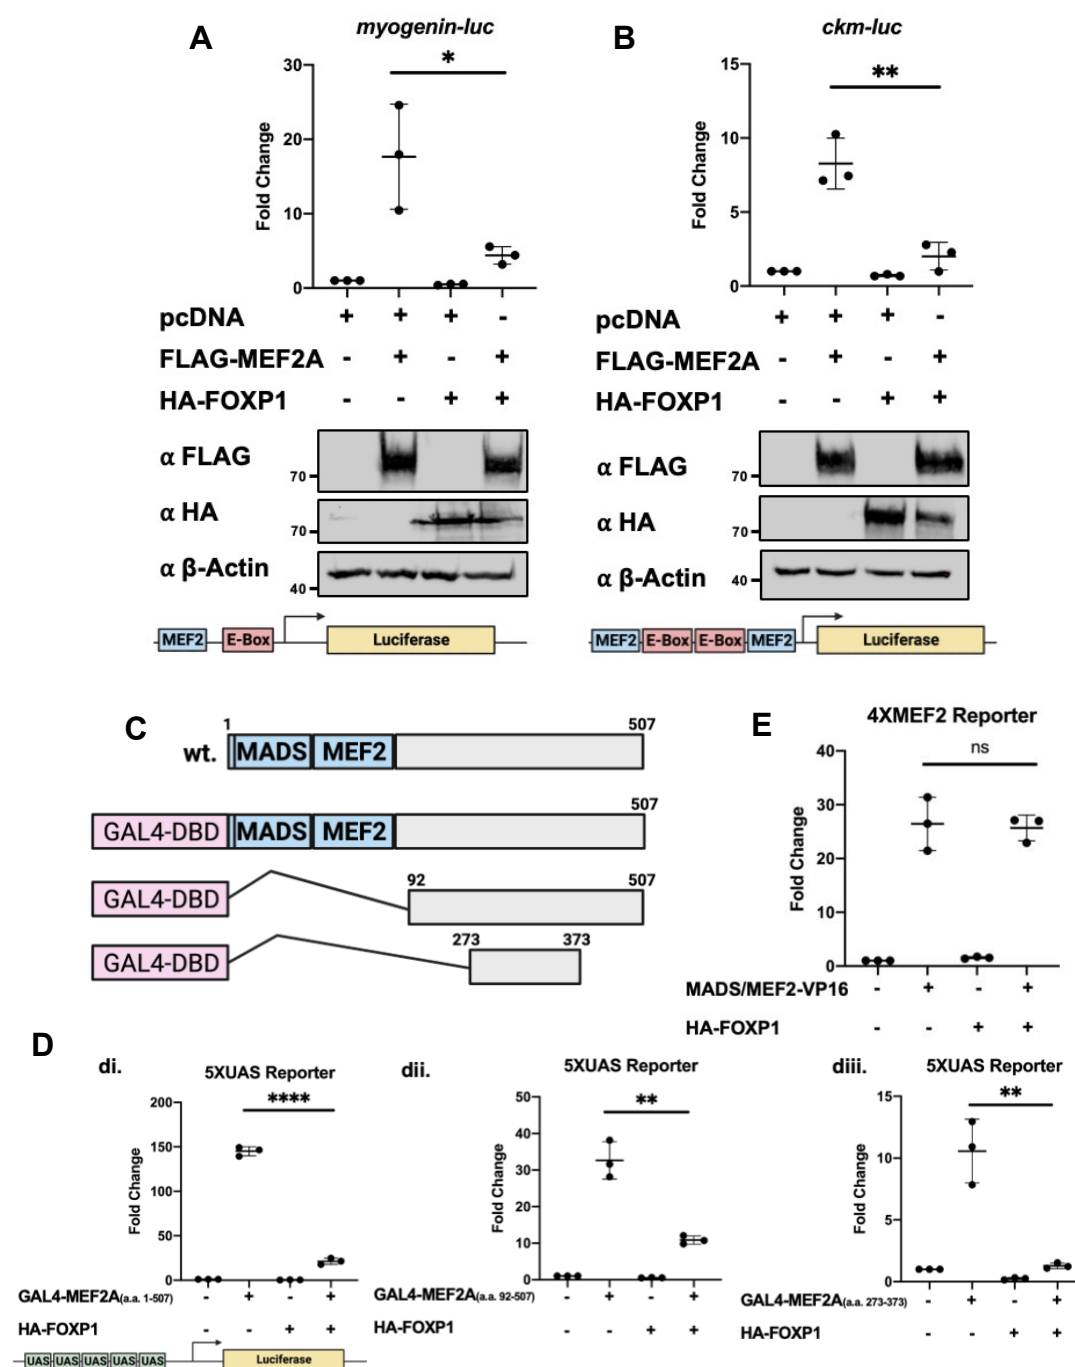 A
myogenin-luc
*
30
20
10
0
Fold Change
pcDNA + + + -
FLAG-MEF2A - + - +
HA-FOXP1 - - + +
α FLAG
70
α HA
70
α β-Actin
40
MEF2 E-Box Luciferase
B
ckm-luc
**
15
10
5
0
Fold Change
pcDNA + + + -
FLAG-MEF2A - + - +
HA-FOXP1 - - + +
α FLAG
70
α HA
70
α β-Actin
40
MEF2 E-Box E-Box MEF2 Luciferase
C
1 507
wt. MADS MEF2
507
GAL4-DBD MADS MEF2
92 507
GAL4-DBD
273 373
GAL4-DBD
E
4XMEF2 Reporter
ns
40
30
20
10
0
Fold Change
MADS/MEF2-VP16 - + - +
HA-FOXP1 - - + +
D
di.
5XUAS Reporter
****
200
150
100
50
0
Fold Change
GAL4-MEF2A(a.a. 1-507) - + - +
HA-FOXP1 - - + +
UAS UAS UAS UAS UAS Luciferase
dii.
5XUAS Reporter
**
50
40
30
20
10
0
Fold Change
GAL4-MEF2A(a.a. 92-507) - + - +
HA-FOXP1 - - + +
diii.
5XUAS Reporter
**
15
10
5
0
Fold Change
GAL4-MEF2A(a.a. 273-373) - + - +
HA-FOXP1 - - + +